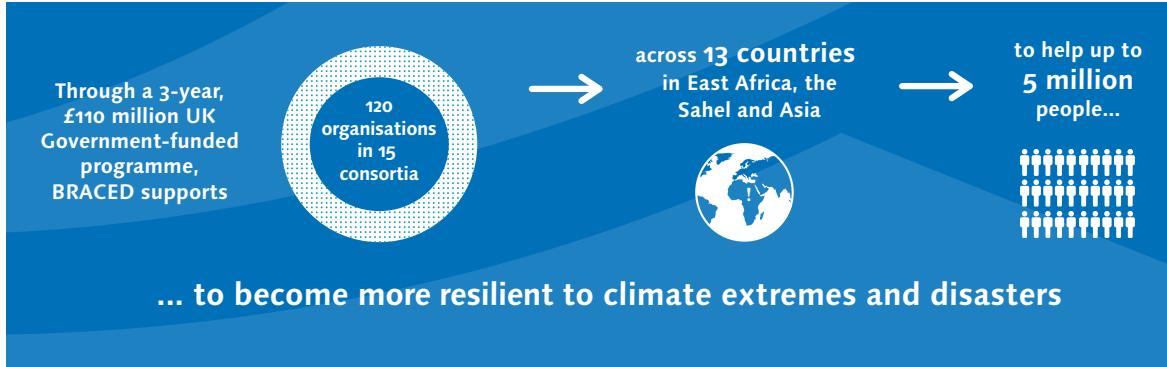 Through a 3-year,
£110 million UK
Government-funded
programme,
BRACED supports
120
organisations
in 15
consortia
across 13 countries
in East Africa, the
Sahel and Asia
to help up to
5 million
people...
... to become more resilient to climate extremes and disasters